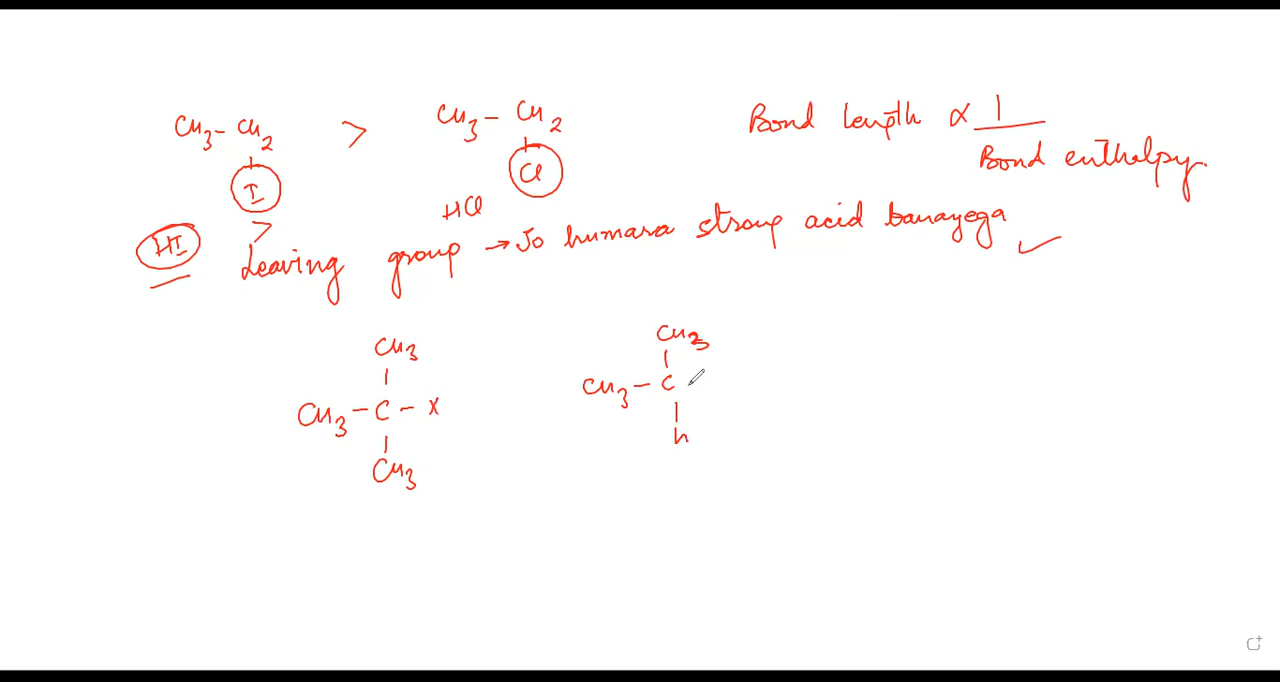 CH3 - CH2 > CH3 - CH2 Bond length ∝ 1
I Cl Bond enthalpy.
HI > HCl
Leaving group → Jo humara strong acid banayega
CH3 CH3
CH3 - C - X CH3 - C
CH3 H